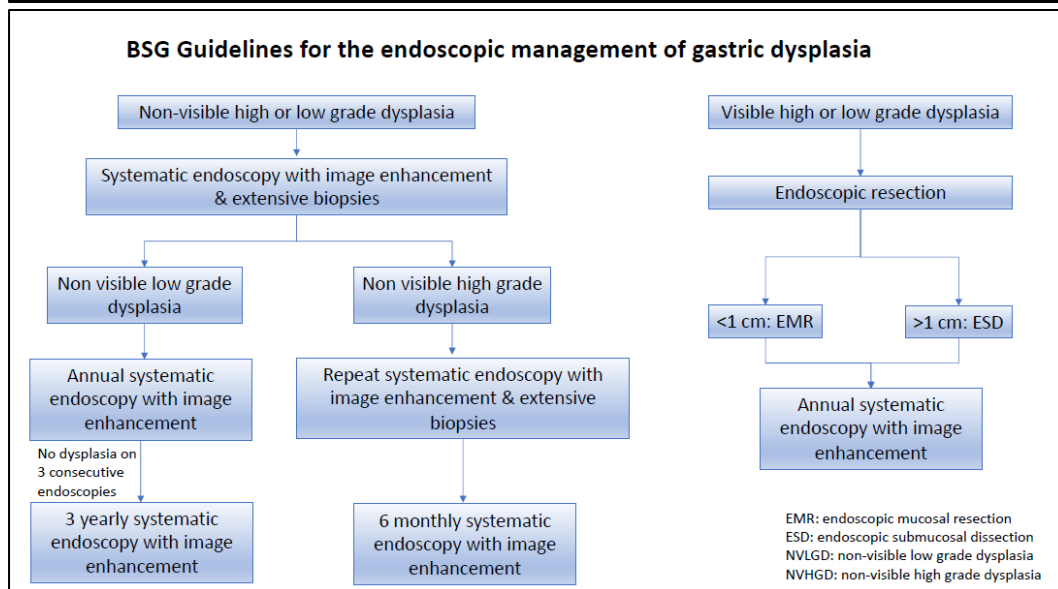 BSG Guidelines for the endoscopic management of gastric dysplasia
Non-visible high or low grade dysplasia
Systematic endoscopy with image enhancement
& extensive biopsies
Non visible low grade
dysplasia
Non visible high grade
dysplasia
Annual systematic
endoscopy with image
enhancement
Repeat systematic endoscopy with
image enhancement & extensive
biopsies
No dysplasia on
3 consecutive
endoscopies
3 yearly systematic
endoscopy with image
enhancement
6 monthly systematic
endoscopy with image
enhancement
Visible high or low grade dysplasia
Endoscopic resection
<1 cm: EMR
>1 cm: ESD
Annual systematic
endoscopy with image
enhancement
EMR: endoscopic mucosal resection
ESD: endoscopic submucosal dissection
NVLGD: non-visible low grade dysplasia
NVHGD: non-visible high grade dysplasia